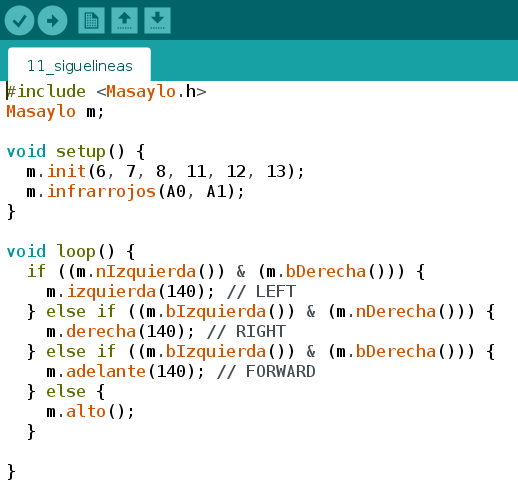 11_siguelineas
#include <Masaylo.h>
Masaylo m;
void setup() {
  m.init(6, 7, 8, 11, 12, 13);
  m.infrarrojos(A0, A1);
}
void loop() {
  if ((m.nIzquierda()) & (m.bDerecha())) {
    m.izquierda(140); // LEFT
  } else if ((m.bIzquierda()) & (m.nDerecha())) {
    m.derecha(140); // RIGHT
  } else if ((m.bIzquierda()) & (m.bDerecha())) {
    m.adelante(140); // FORWARD
  } else {
    m.alto();
  }
}